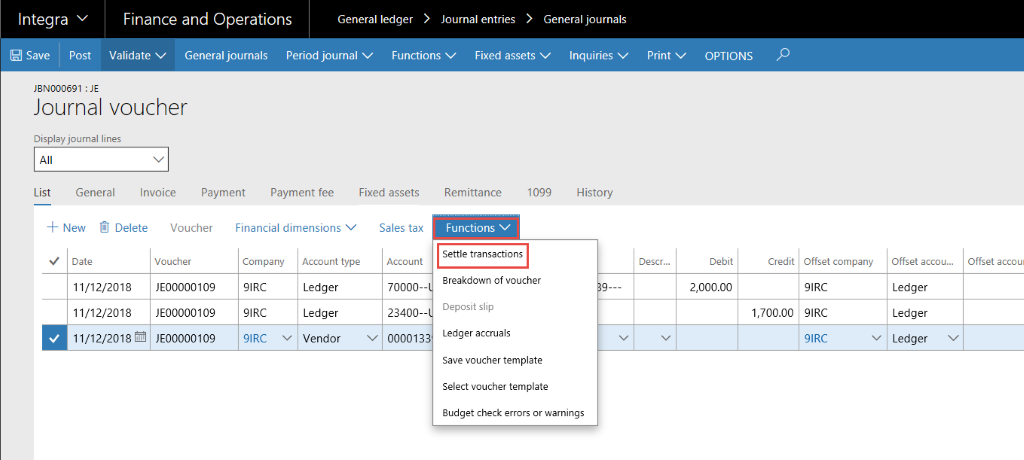 Integra Finance and Operations General ledger > Journal entries > General journals
Save Post Validate General journals Period journal Functions Fixed assets Inquiries Print OPTIONS
JBN000691 : JE
Journal voucher
Display journal lines
All
List General Invoice Payment Payment fee Fixed assets Remittance 1099 History
New Delete Voucher Financial dimensions Sales tax Functions
Date Voucher Company Account type Account Descr... Debit Credit Offset company Offset accou... Offset accou
11/12/2018 JE00000109 9IRC Ledger 70000--U 39--- 2,000.00 9IRC Ledger
11/12/2018 JE00000109 9IRC Ledger 23400--U 1,700.00 9IRC Ledger
11/12/2018 JE00000109 9IRC Vendor 0000133 9IRC Ledger
Settle transactions
Breakdown of voucher
Deposit slip
Ledger accruals
Save voucher template
Select voucher template
Budget check errors or warnings